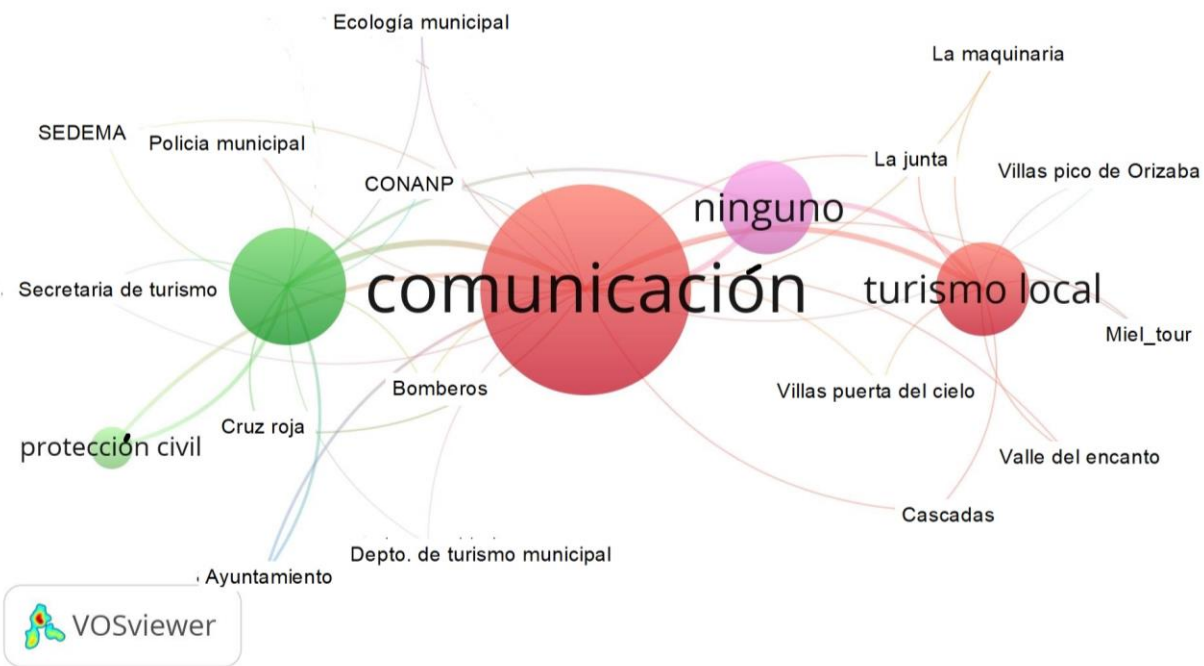 Ecología municipal
La maquinaria
SEDEMA
Policia municipal
La junta
Villas pico de Orizaba
CONANP
ninguno
Secretaria de turismo
comunicación
turismo local
Miel_tour
Bomberos
Villas puerta del cielo
Cruz roja
protección civil
Valle del encanto
Cascadas
Depto. de turismo municipal
Ayuntamiento
VOSviewer